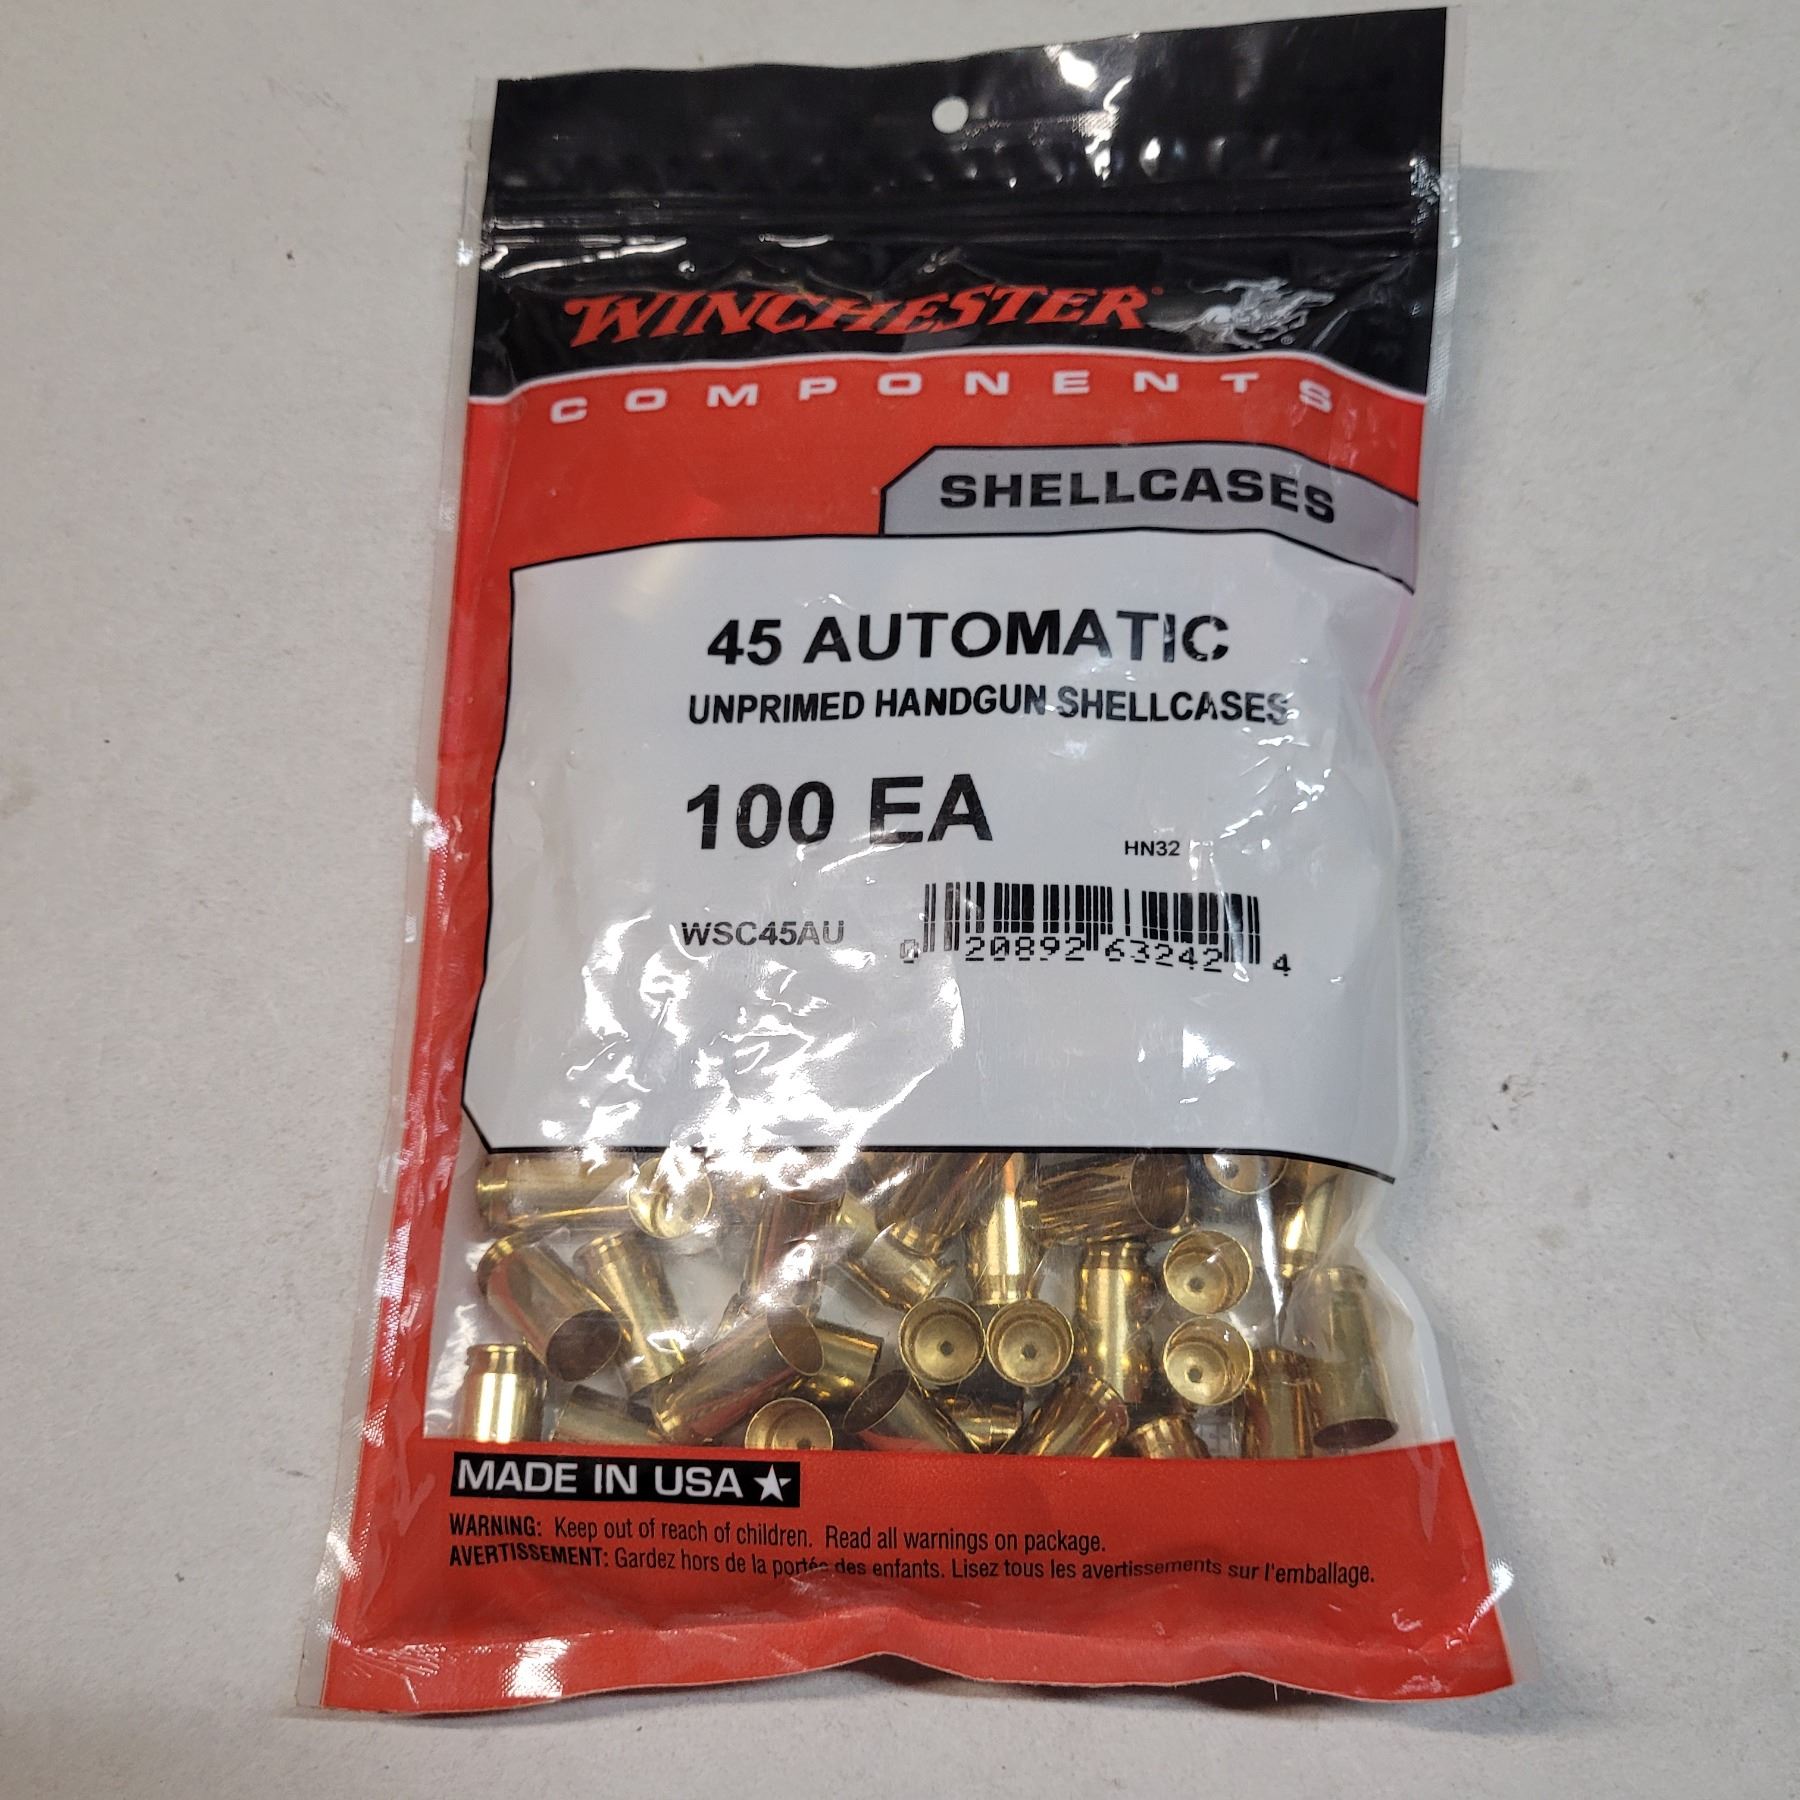 WINCHESTER®
COMPONENTS
SHELLCASES
45 AUTOMATIC
UNPRIMED HANDGUN SHELLCASES
100 EA
HN32
WSC45AU
0 20892 63242 4
MADE IN USA ★
WARNING: Keep out of reach of children. Read all warnings on package.
AVERTISSEMENT: Gardez hors de la portée des enfants. Lisez tous les avertissements sur l'emballage.